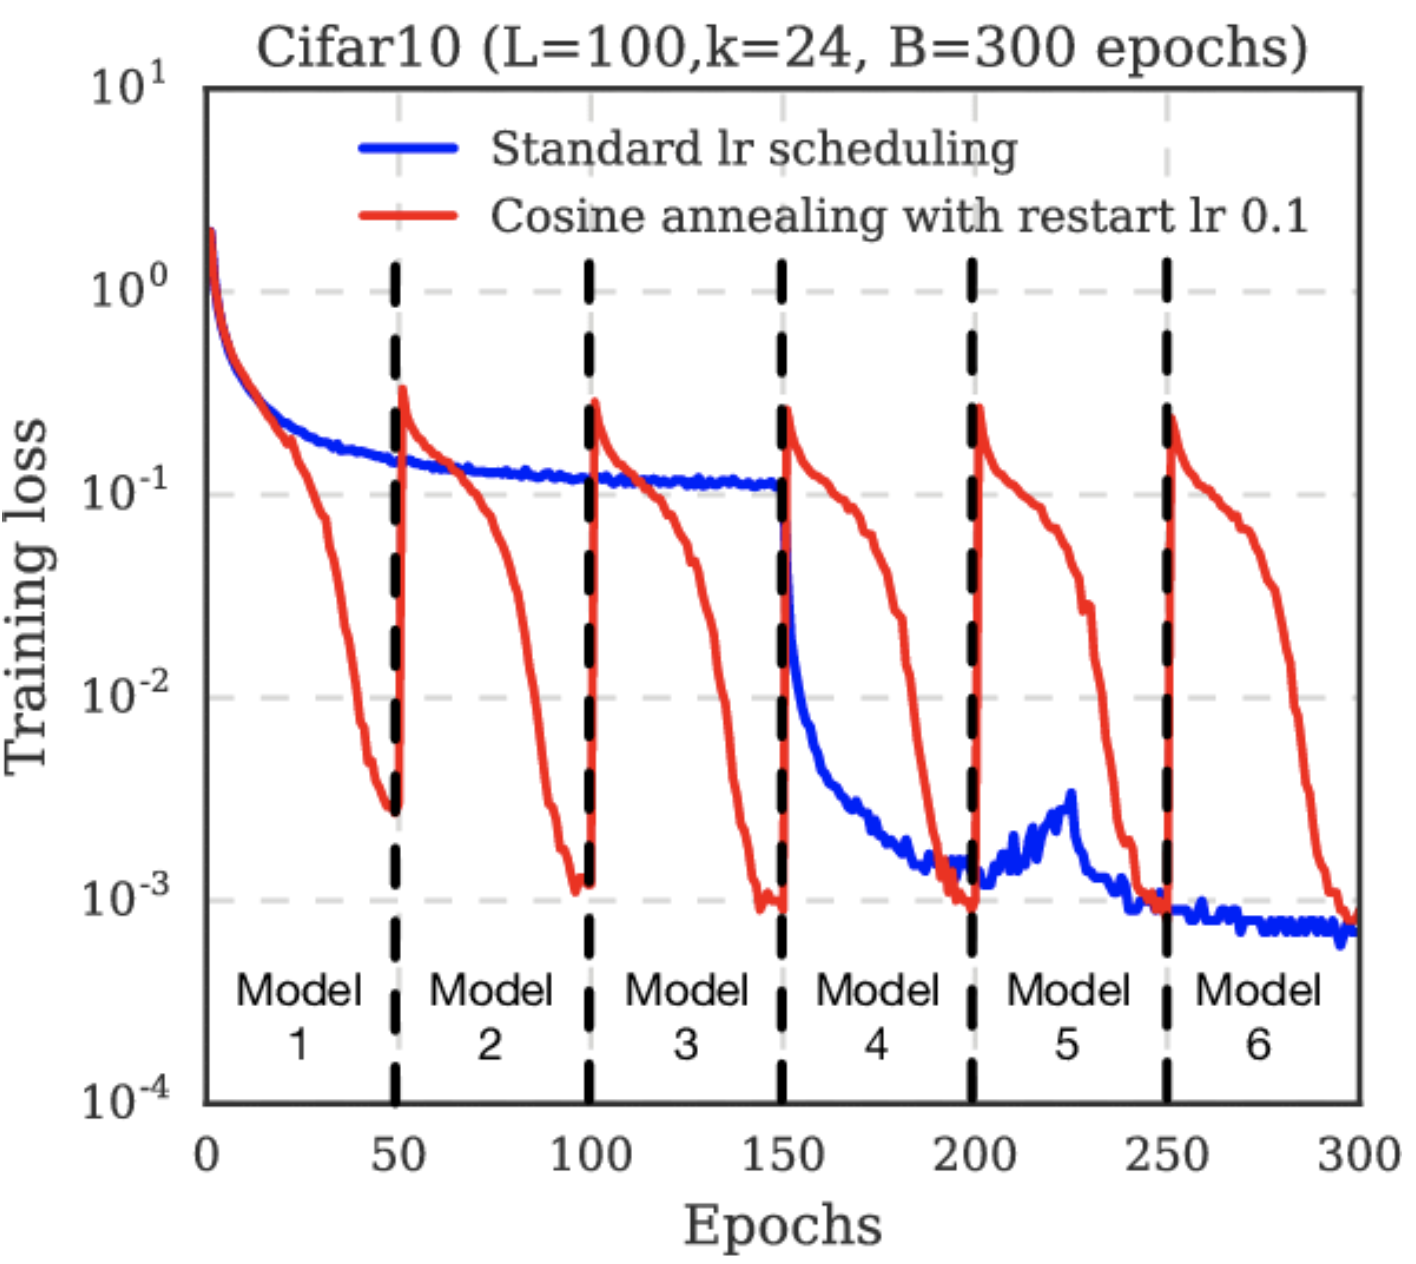 Cifar10 (L=100,k=24, B=300 epochs)
Standard lr scheduling
Cosine annealing with restart lr 0.1
Training loss
10^1
10^0
10^-1
10^-2
10^-3
10^-4
Model 1
Model 2
Model 3
Model 4
Model 5
Model 6
0 50 100 150 200 250 300
Epochs